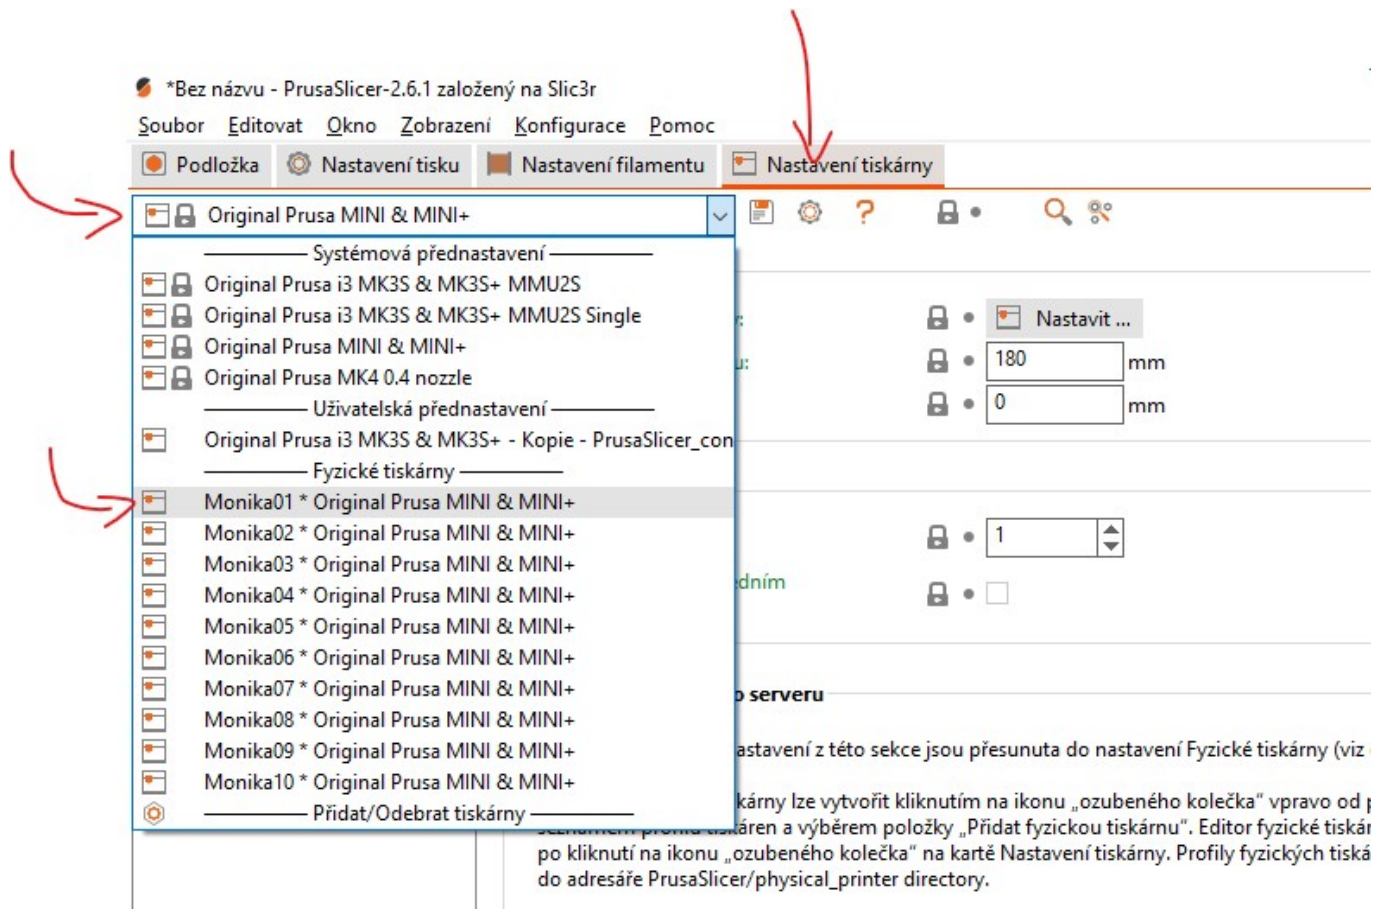 *Bez názvu - PrusaSlicer-2.6.1 založený na Slic3r
Soubor Editovat Okno Zobrazení Konfigurace Pomoc
Podložka Nastavení tisku Nastavení filamentu Nastavení tiskárny
Original Prusa MINI & MINI+
Systémová přednastavení
Original Prusa i3 MK3S & MK3S+ MMU2S
Original Prusa i3 MK3S & MK3S+ MMU2S Single
y: Nastavit ...
Original Prusa MINI & MINI+
u: 180 mm
Original Prusa MK4 0.4 nozzle
Uživatelská přednastavení
0 mm
Original Prusa i3 MK3S & MK3S+ - Kopie - PrusaSlicer_con
Fyzické tiskárny
Monika01 * Original Prusa MINI & MINI+
Monika02 * Original Prusa MINI & MINI+
1
Monika03 * Original Prusa MINI & MINI+
edním
Monika04 * Original Prusa MINI & MINI+
Monika05 * Original Prusa MINI & MINI+
Monika06 * Original Prusa MINI & MINI+
Monika07 * Original Prusa MINI & MINI+
o serveru
Monika08 * Original Prusa MINI & MINI+
Monika09 * Original Prusa MINI & MINI+
astavení z této sekce jsou přesunuta do nastavení Fyzické tiskárny (viz
Monika10 * Original Prusa MINI & MINI+
Přidat/Odebrat tiskárny
kárny lze vytvořit kliknutím na ikonu „ozubeného kolečka“ vpravo od p
seznamem profilů tiskáren a výběrem položky „Přidat fyzickou tiskárnu“. Editor fyzické tiskár
po kliknutí na ikonu „ozubeného kolečka“ na kartě Nastavení tiskárny. Profily fyzických tiská
do adresáře PrusaSlicer/physical_printer directory.